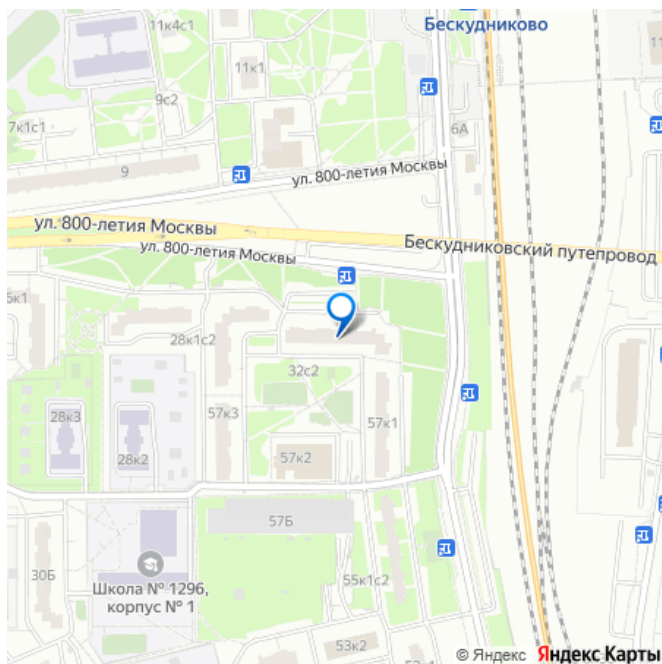 11к4с1
Бескудниково
11к1
9с2
7к1с1
6А
9
ул. 800-летия Москвы
ул. 800-летия Москвы
Бескудниковский путепровод
ул. 800-летия Москвы
28к1с2
32с2
28к3
57к3
57к1
28к2
57к2
57Б
30Б
Школа № 1296,
корпус № 1
55к1с2
53к2
© Яндекс Яндекс Карты